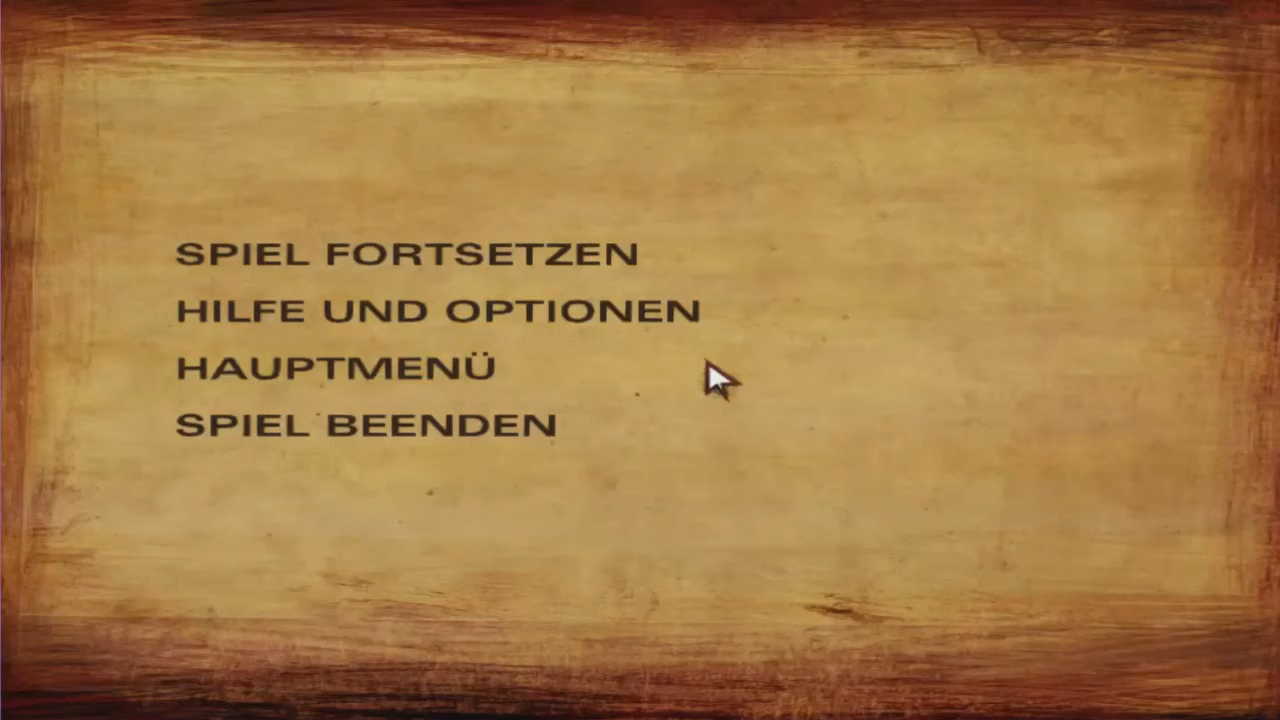 SPIEL FORTSETZEN
HILFE UND OPTIONEN
HAUPTMENÜ
SPIEL BEENDEN